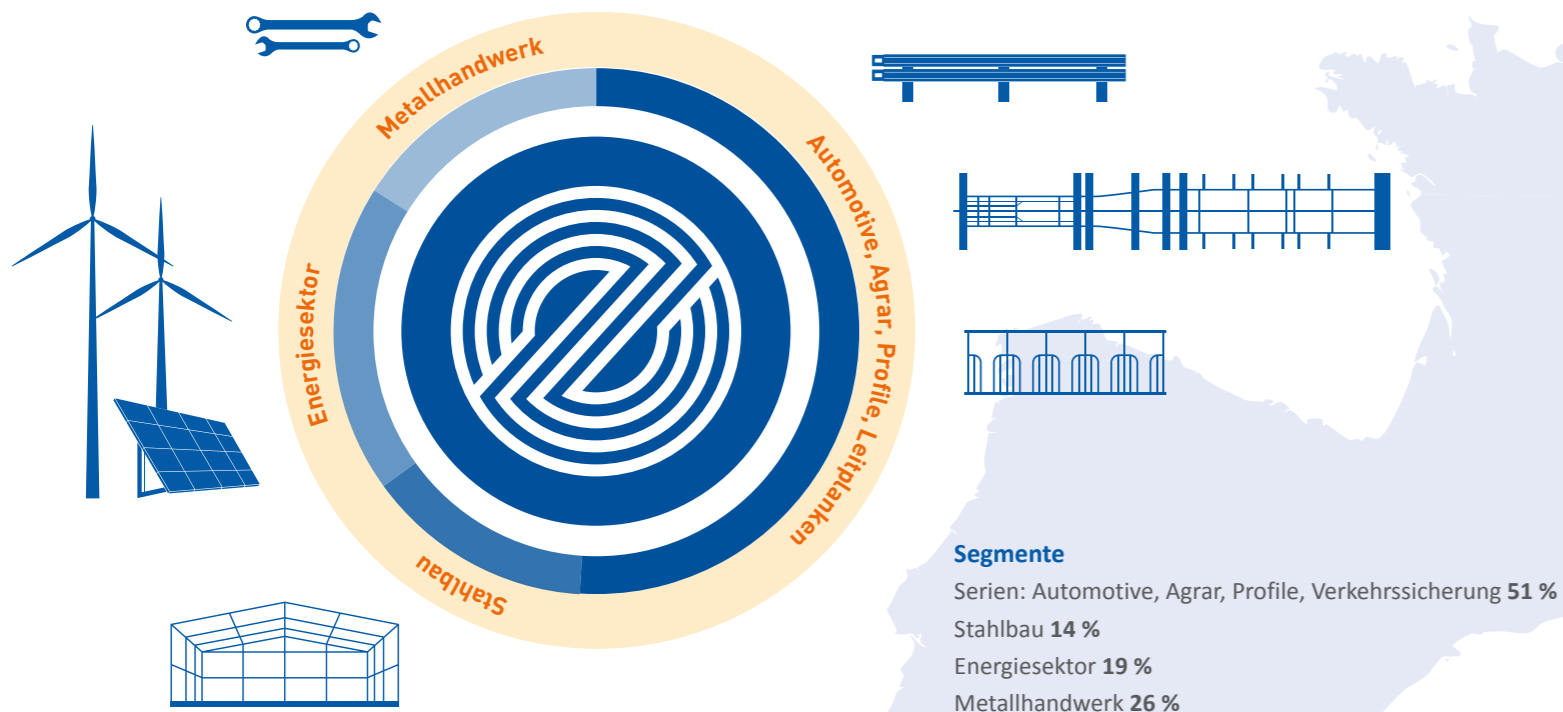 Metallhandwerk
Automotive, Agrar, Profile, Leitplanken
Energiesektor
Stahlbau
Segmente
Serien: Automotive, Agrar, Profile, Verkehrssicherung 51 %
Stahlbau 14 %
Energiesektor 19 %
Metallhandwerk 26 %